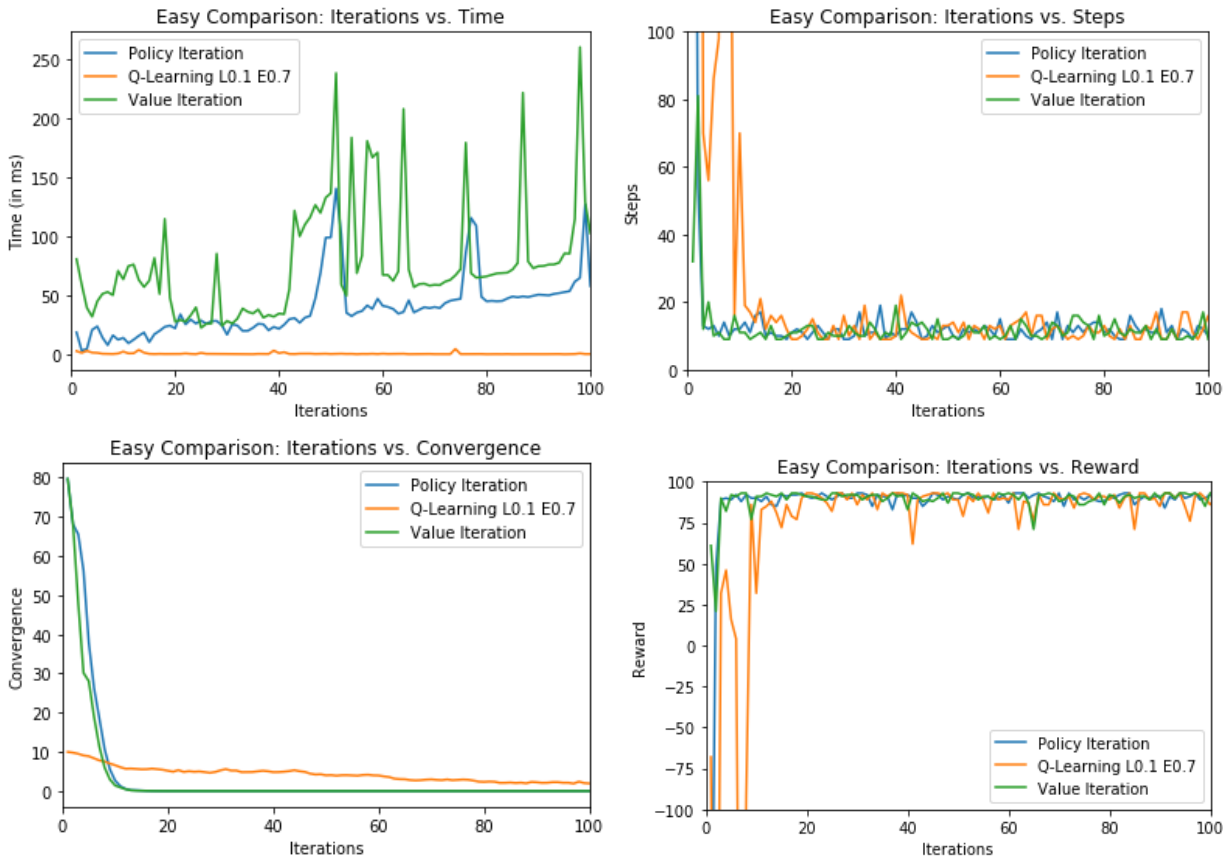 Easy Comparison: Iterations vs. Time
Policy Iteration
Q-Learning L0.1 E0.7
Value Iteration
250
200
150
100
50
0
Time (in ms)
0 20 40 60 80 100
Iterations
Easy Comparison: Iterations vs. Steps
Policy Iteration
Q-Learning L0.1 E0.7
Value Iteration
100
80
60
40
20
0
Steps
0 20 40 60 80 100
Iterations
Easy Comparison: Iterations vs. Convergence
Policy Iteration
Q-Learning L0.1 E0.7
Value Iteration
80
70
60
50
40
30
20
10
0
Convergence
0 20 40 60 80 100
Iterations
Easy Comparison: Iterations vs. Reward
100
75
50
25
0
−25
−50
−75
−100
Reward
Policy Iteration
Q-Learning L0.1 E0.7
Value Iteration
0 20 40 60 80 100
Iterations